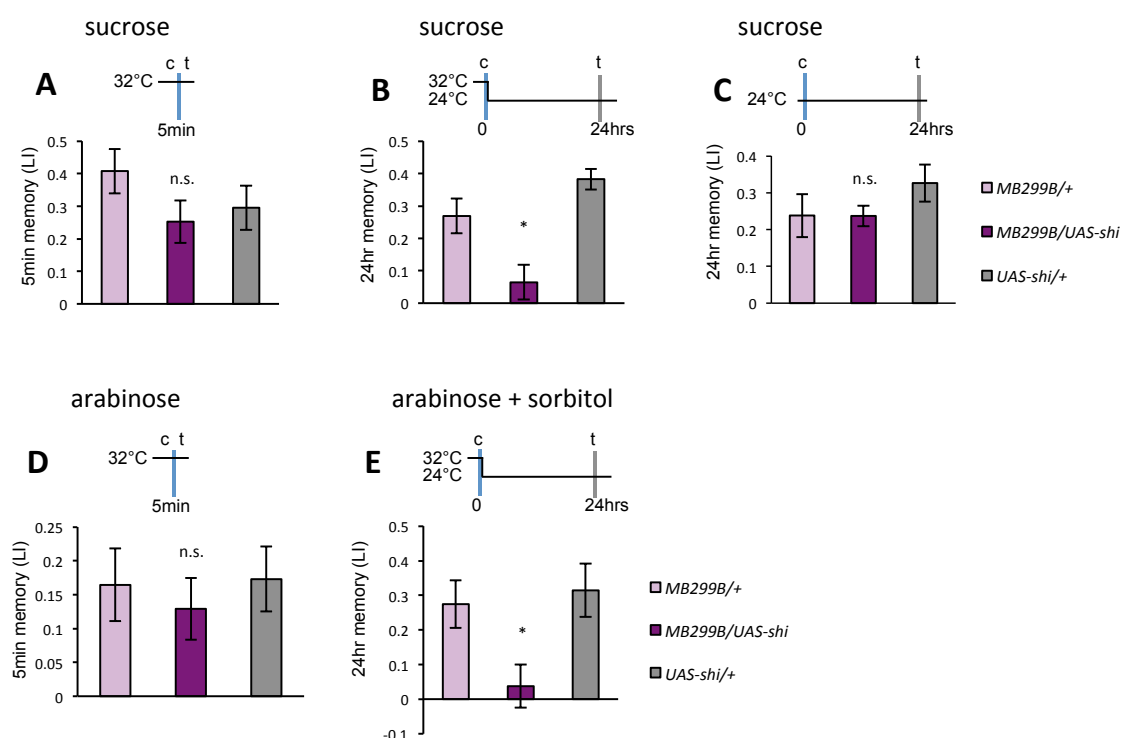 sucrose
A
c t
32°C
5min
5min memory (LI)
0.5
0.4
0.3
0.2
0.1
0
n.s.
sucrose
B
c
t
32°C
24°C
0
24hrs
24hr memory (LI)
0.5
0.4
0.3
0.2
0.1
0
*
sucrose
C
c
t
24°C
0
24hrs
24hr memory (LI)
0.4
0.3
0.2
0.1
0
n.s.
MB299B/+
MB299B/UAS-shi
UAS-shi/+
arabinose
D
c t
32°C
5min
5min memory (LI)
0.25
0.2
0.15
0.1
0.05
0
n.s.
arabinose + sorbitol
E
c
t
32°C
24°C
0
24hrs
24hr memory (LI)
0.5
0.4
0.3
0.2
0.1
0
-0.1
*
MB299B/+
MB299B/UAS-shi
UAS-shi/+